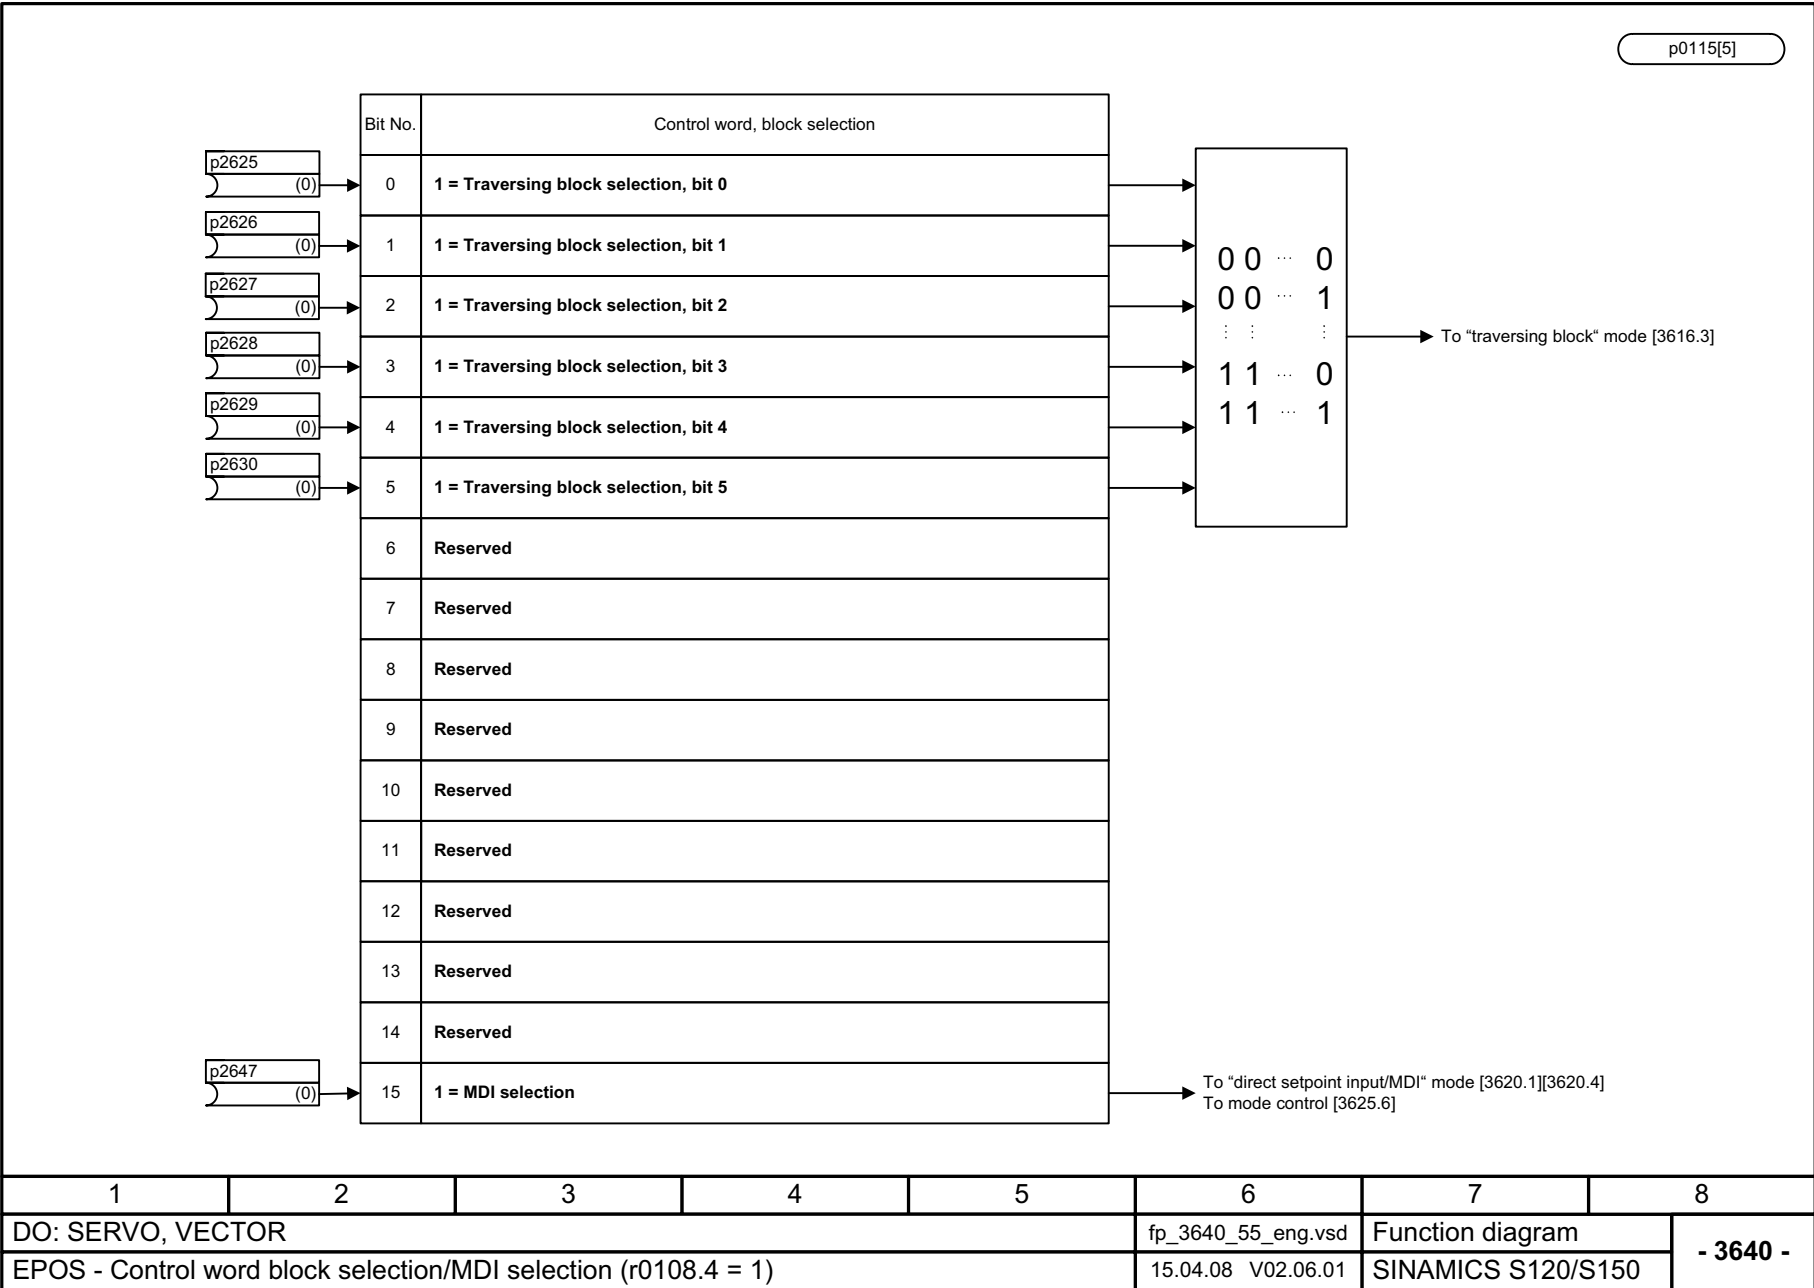 p0115[5]
Bit No. Control word, block selection
p2625
(0) 0 1 = Traversing block selection, bit 0
p2626
(0) 1 1 = Traversing block selection, bit 1
p2627
(0) 2 1 = Traversing block selection, bit 2
p2628
(0) 3 1 = Traversing block selection, bit 3
p2629
(0) 4 1 = Traversing block selection, bit 4
p2630
(0) 5 1 = Traversing block selection, bit 5
0 0 ... 0
0 0 ... 1
⋮ ⋮ ⋮
1 1 ... 0
1 1 ... 1
To “traversing block“ mode [3616.3]
6 Reserved
7 Reserved
8 Reserved
9 Reserved
10 Reserved
11 Reserved
12 Reserved
13 Reserved
14 Reserved
p2647
(0) 15 1 = MDI selection
To “direct setpoint input/MDI“ mode [3620.1][3620.4]
To mode control [3625.6]
1 2 3 4 5 6 7 8
DO: SERVO, VECTOR fp_3640_55_eng.vsd Function diagram
- 3640 -
EPOS - Control word block selection/MDI selection (r0108.4 = 1) 15.04.08 V02.06.01 SINAMICS S120/S150